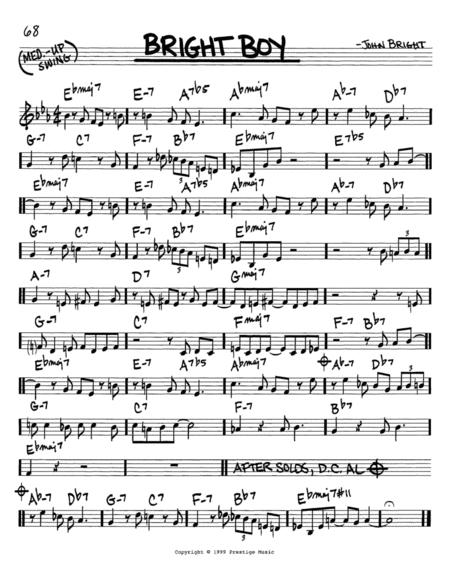 68
(MED.-UP SWING)
BRIGHT BOY
-JOHN BRIGHT
Ebmaj7 E-7 A7b5 Abmaj7 Ab-7 Db7
G-7 C7 F-7 Bb7 Ebmaj7 E7b5
Ebmaj7 E-7 A7b5 Abmaj7 Ab-7 Db7
G-7 C7 F-7 Bb7 Ebmaj7
3 3
A-7 D7 Gmaj7
G-7 C7 Fmaj7 F-7 Bb7
Ebmaj7 E-7 A7b5 Abmaj7 Ab-7 Db7
G-7 C7 F-7 Bb7
Ebmaj7
AFTER SOLOS, D.C. AL
Ab-7 Db7 G-7 C7 F-7 Bb7 Ebmaj7#11
3
Copyright © 1999 Prestige Music